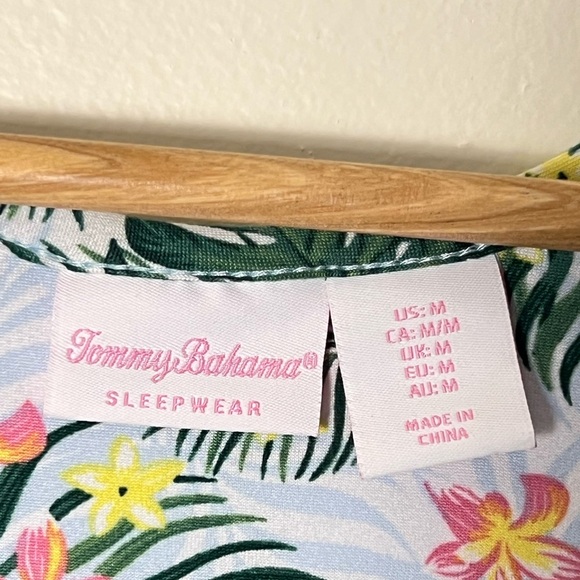 Tommy Bahama®
SLEEPWEAR
US: M
CA: M/M
UK: M
EU: M
AU: M
MADE IN
CHINA